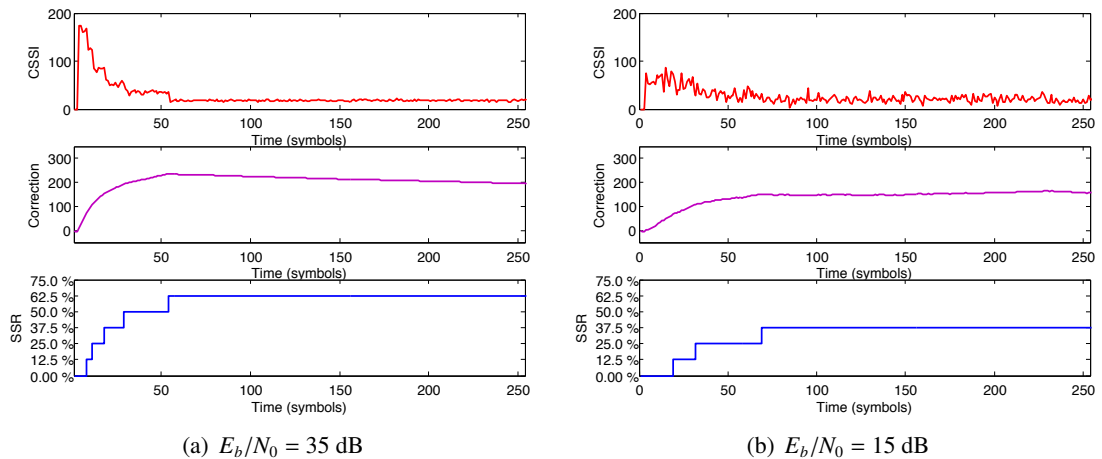 200
100
0
CSSI
50 100 150 200 250
Time (symbols)
300
200
100
0
Correction
50 100 150 200 250
Time (symbols)
75.0 %
62.5 %
50.0 %
37.5 %
25.0 %
12.5 %
0.00 %
SSR
50 100 150 200 250
Time (symbols)
(a) E_b/N_0 = 35 dB
200
100
0
CSSI
0 50 100 150 200 250
Time (symbols)
300
200
100
0
Correction
0 50 100 150 200 250
Time (symbols)
75.0 %
62.5 %
50.0 %
37.5 %
25.0 %
12.5 %
0.00 %
SSR
0 50 100 150 200 250
Time (symbols)
(b) E_b/N_0 = 15 dB